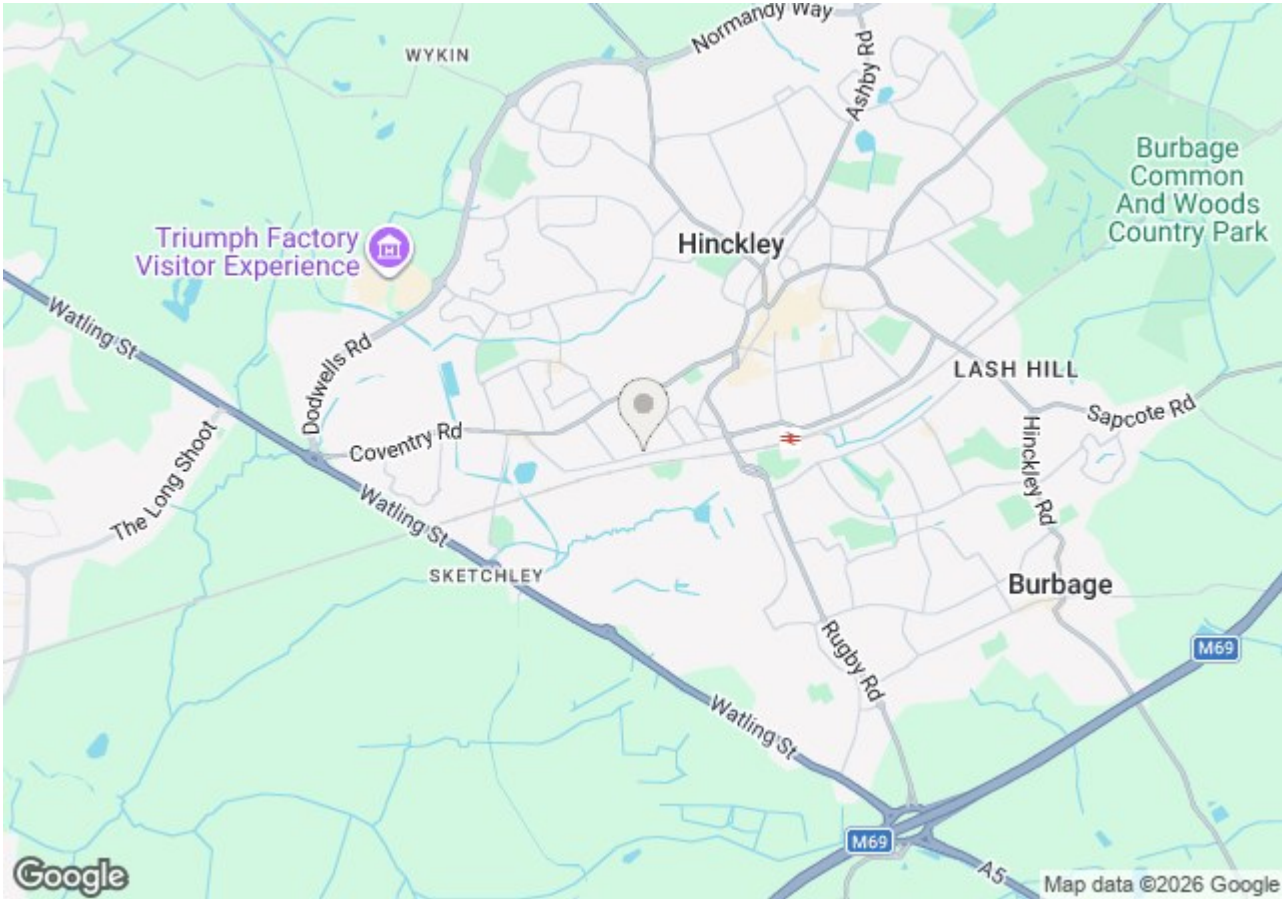 Normandy Way
WYKIN
Ashby Rd
Burbage
Common
And Woods
Country Park
Triumph Factory
Visitor Experience
Hinckley
Watling St
Dodwells Rd
LASH HILL
Sapcote Rd
Coventry Rd
Hinckley Rd
The Long Shoot
Watling St
SKETCHLEY
Burbage
Rugby Rd
M69
Watling St
M69
A5
Google
Map data ©2026 Google